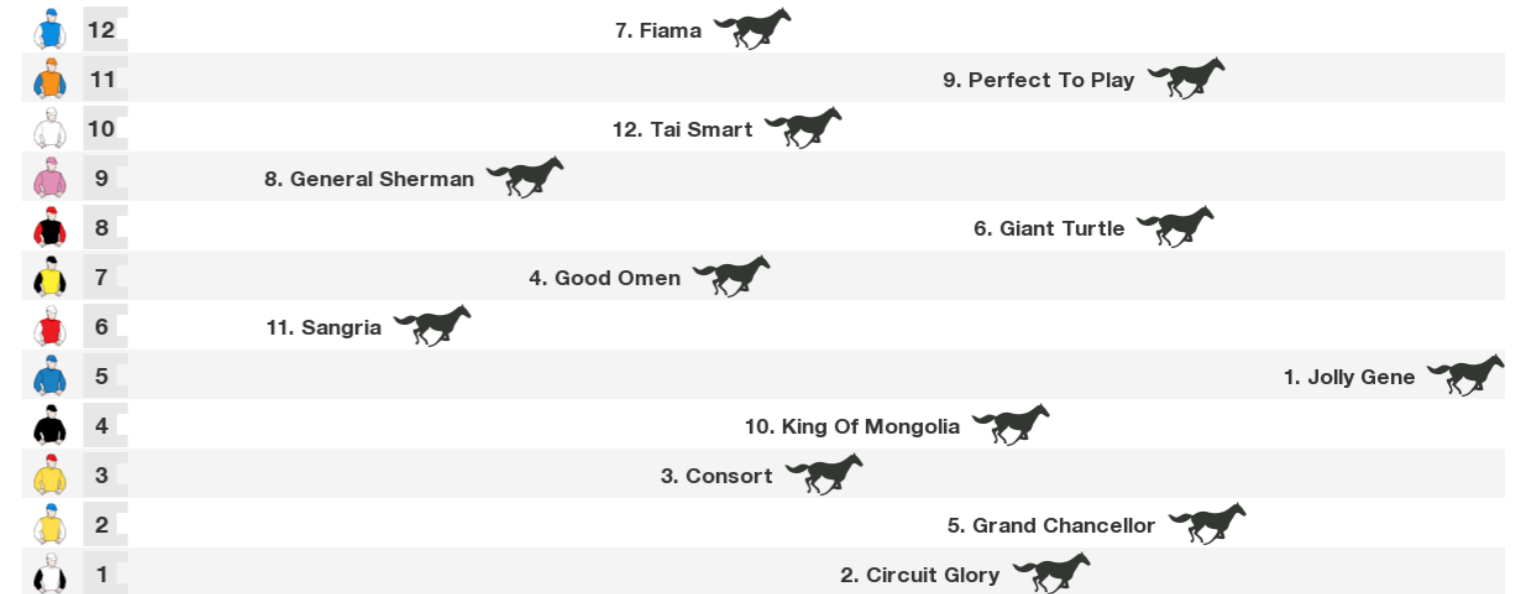 12 7. Fiama
11 9. Perfect To Play
10 12. Tai Smart
9 8. General Sherman
8 6. Giant Turtle
7 4. Good Omen
6 11. Sangria
5 1. Jolly Gene
4 10. King Of Mongolia
3 3. Consort
2 5. Grand Chancellor
1 2. Circuit Glory